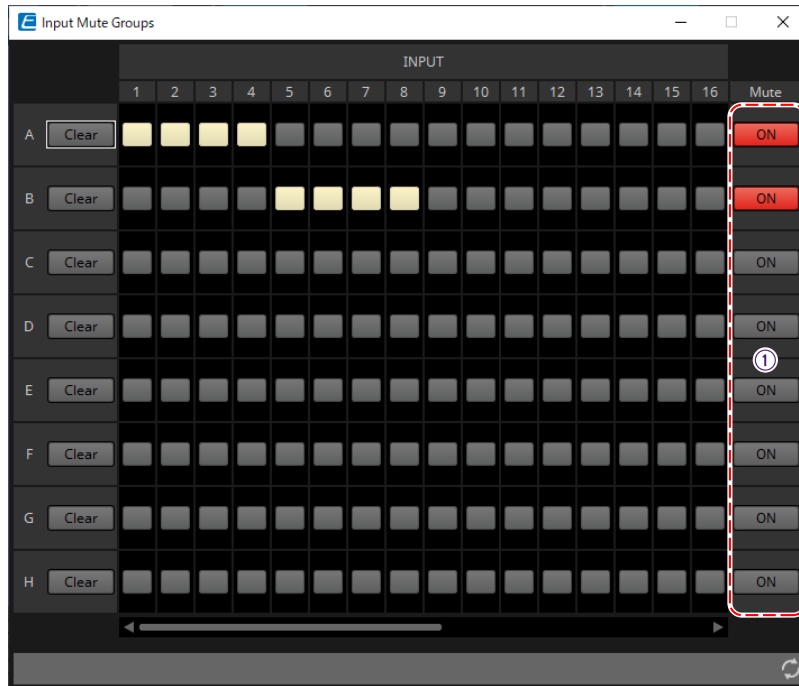 Input Mute Groups
INPUT
1 2 3 4 5 6 7 8 9 10 11 12 13 14 15 16 Mute
A Clear ON
B Clear ON
C Clear ON
D Clear ON
①
E Clear ON
F Clear ON
G Clear ON
H Clear ON